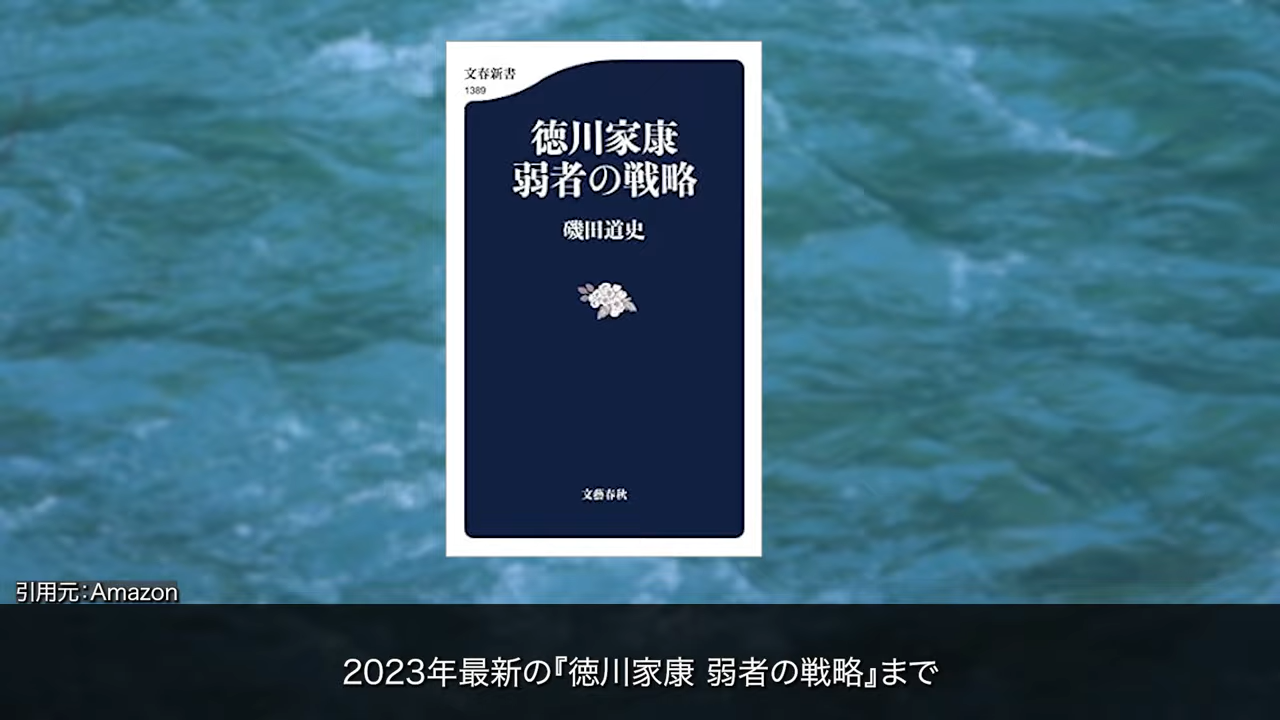 文春新書
1389
徳川家康
弱者の戦略
磯田道史
文藝春秋
引用元：Amazon
2023年最新の『徳川家康 弱者の戦略』まで